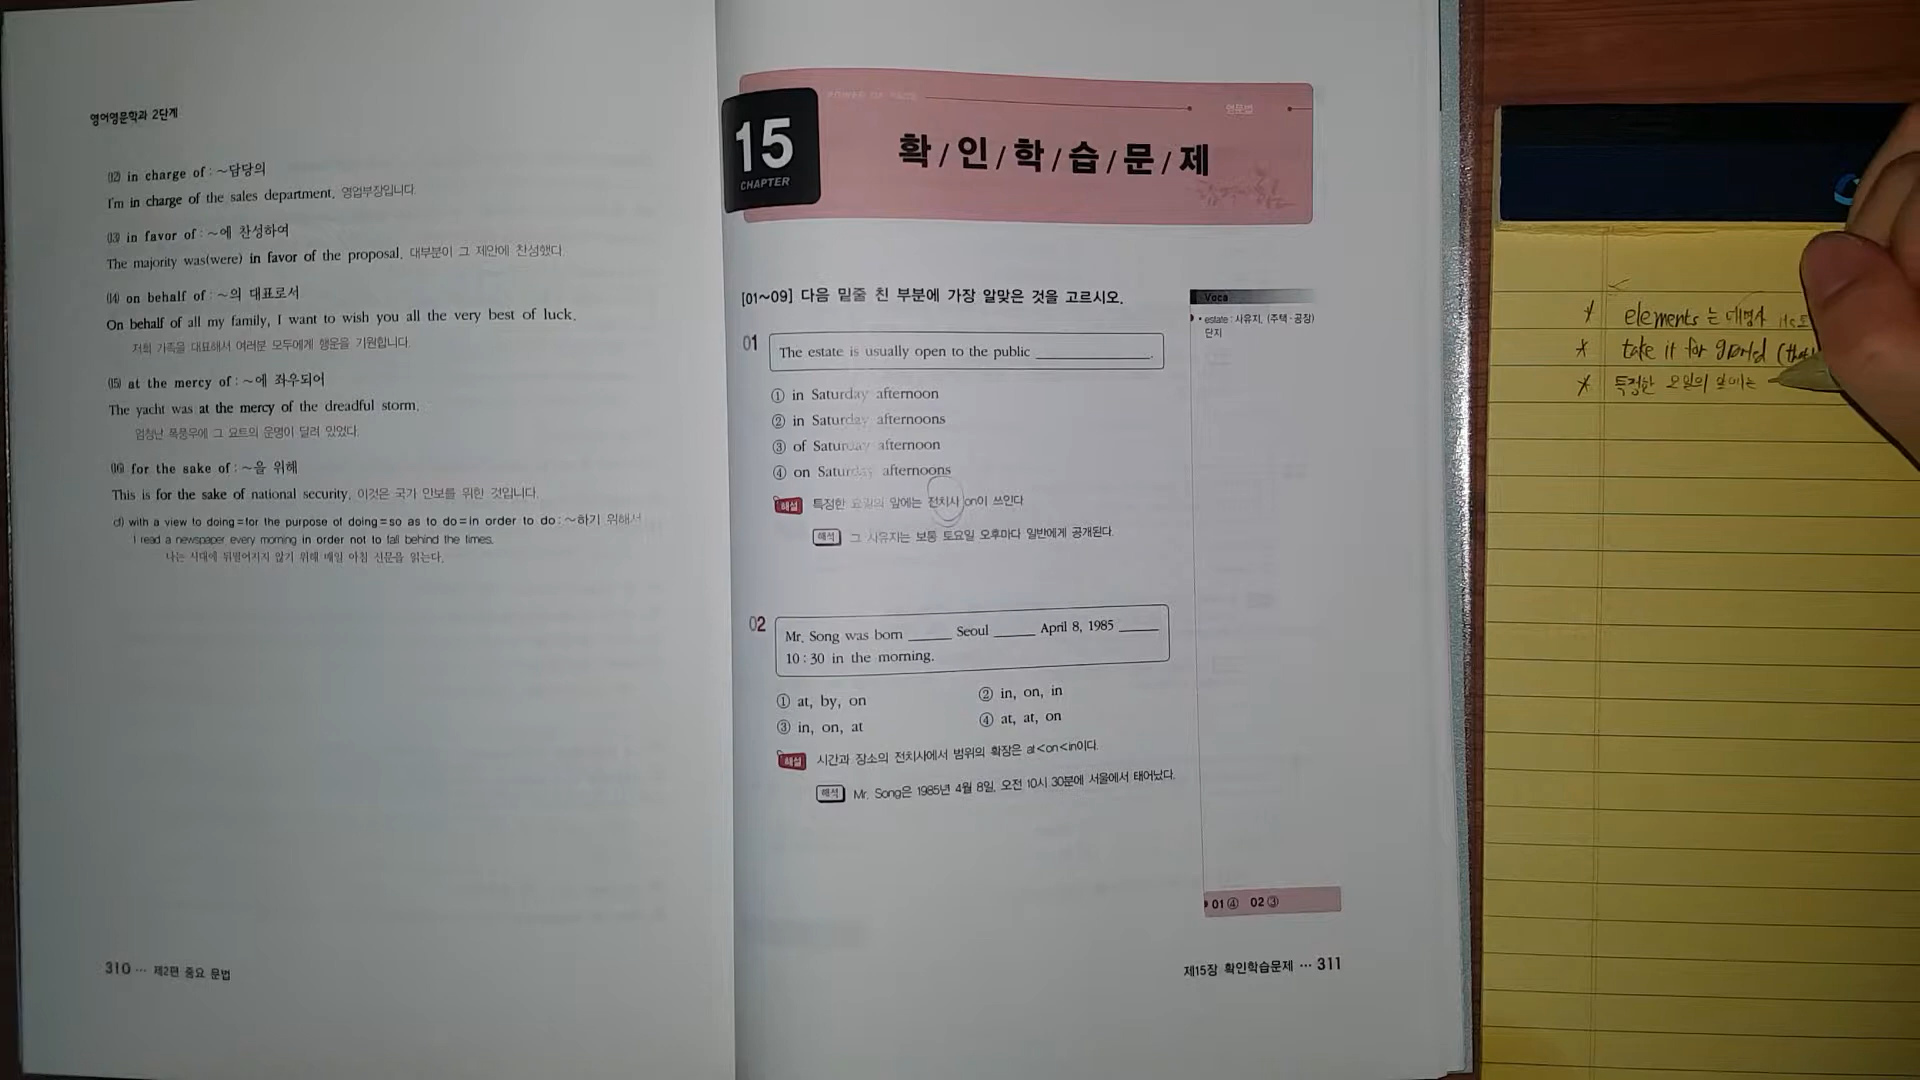 영어영문학과 2단계
⑿ in charge of : ~담당의
I'm in charge of the sales department. 영업부장입니다.
⒀ in favor of : ~에 찬성하여
The majority was(were) in favor of the proposal. 대부분이 그 제안에 찬성했다.
⒁ on behalf of : ~의 대표로서
On behalf of all my family, I want to wish you all the very best of luck.
저희 가족을 대표해서 여러분 모두에게 행운을 기원합니다.
⒂ at the mercy of : ~에 좌우되어
The yacht was at the mercy of the dreadful storm.
엄청난 폭풍우에 그 요트의 운명이 달려 있었다.
⒃ for the sake of : ~을 위해
This is for the sake of national security. 이것은 국가 안보를 위한 것입니다.
cf) with a view to doing=for the purpose of doing=so as to do=in order to do : ~하기 위해서
I read a newspaper every morning in order not to fall behind the times.
나는 시대에 뒤떨어지지 않기 위해 매일 아침 신문을 읽는다.
310 … 제2편 중요 문법
영문법
15
CHAPTER
확/인/학/습/문/제
[01~09] 다음 밑줄 친 부분에 가장 알맞은 것을 고르시오.
01 The estate is usually open to the public ____________.
① in Saturday afternoon
② in Saturday afternoons
③ of Saturday afternoon
④ on Saturday afternoons
해설 특정한 요일의 앞에는 전치사 on이 쓰인다
해석 그 사유지는 보통 토요일 오후마다 일반에게 공개된다.
02 Mr. Song was born _____ Seoul _____ April 8, 1985 _____
10 : 30 in the morning.
① at, by, on ② in, on, in
③ in, on, at ④ at, at, on
해설 시간과 장소의 전치사에서 범위의 확장은 at<on<in이다.
해석 Mr. Song은 1985년 4월 8일, 오전 10시 30분에 서울에서 태어났다.
Voca
• estate : 사유지, (주택·공장)
단지
01 ④ 02 ③
제15장 확인학습문제 … 311
* elements 는 대명사
* take it for
* 특정한 요일의 앞에는